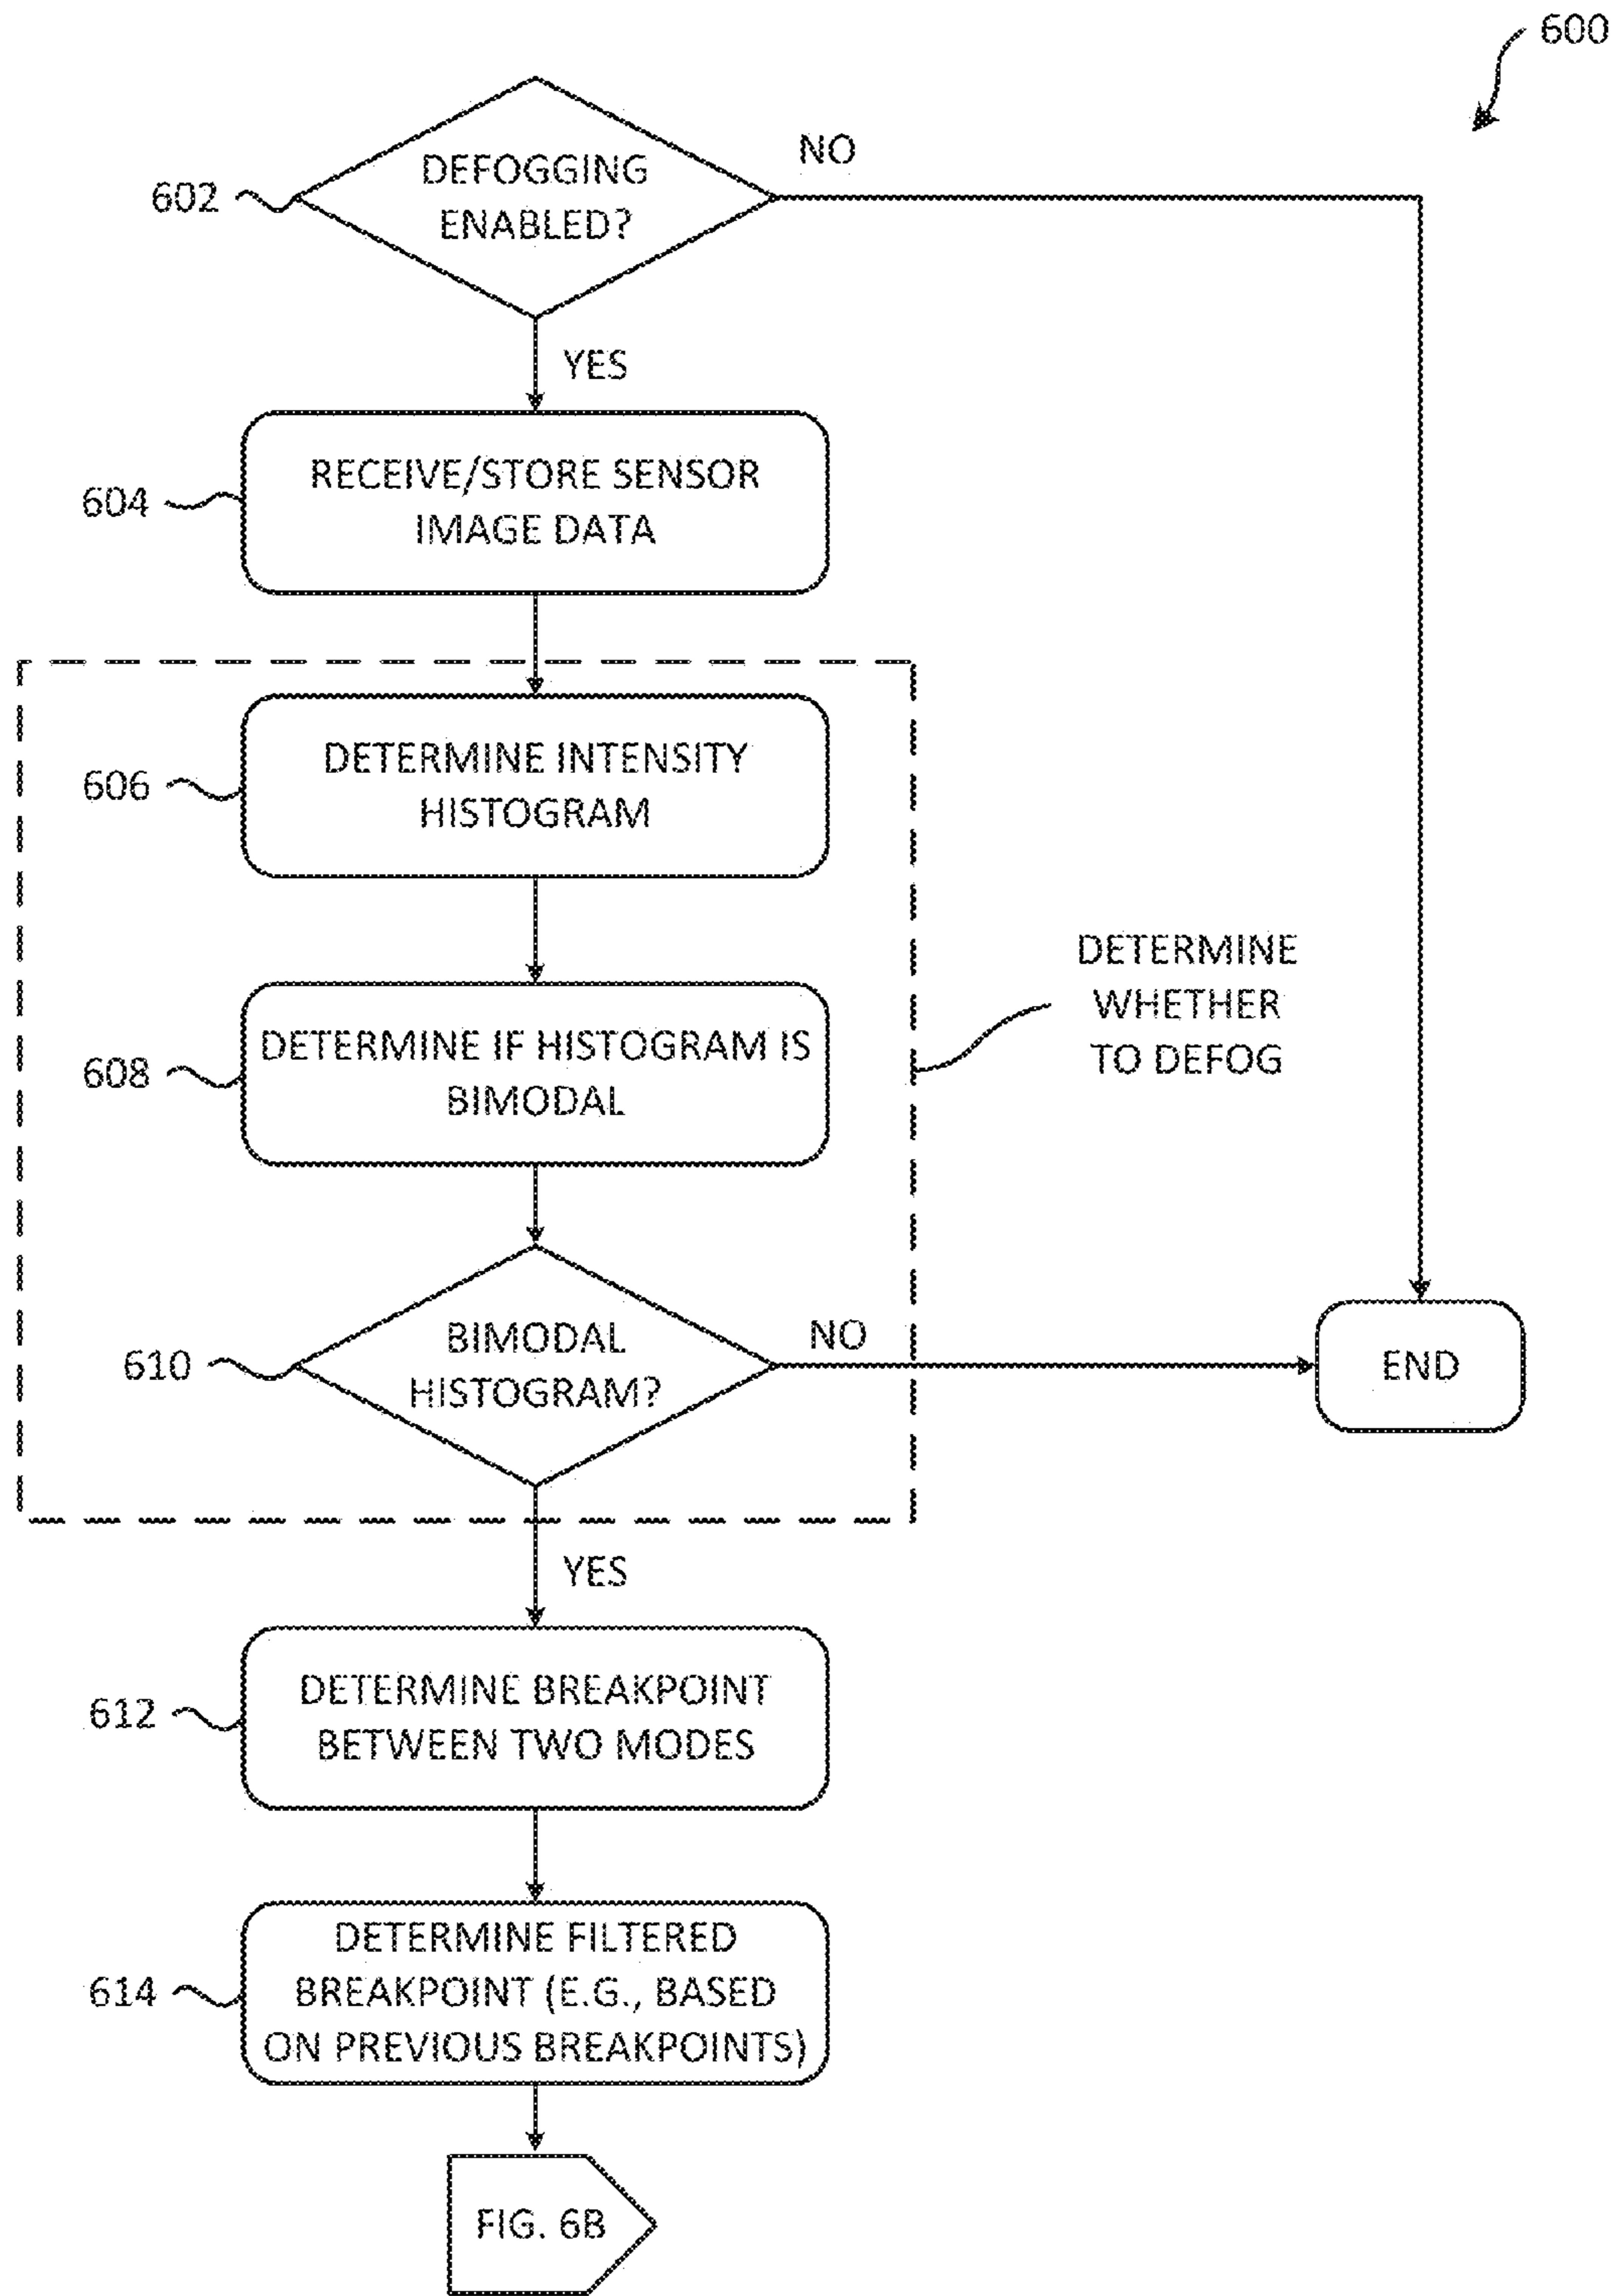 600
DEFOGGING
ENABLED?
NO
602
YES
RECEIVE/STORE SENSOR
IMAGE DATA
604
DETERMINE INTENSITY
HISTOGRAM
606
DETERMINE
WHETHER
TO DEFOG
DETERMINE IF HISTOGRAM IS
BIMODAL
608
BIMODAL
HISTOGRAM?
NO
610
END
YES
DETERMINE BREAKPOINT
BETWEEN TWO MODES
612
DETERMINE FILTERED
BREAKPOINT (E.G., BASED
ON PREVIOUS BREAKPOINTS)
614
FIG. 6B